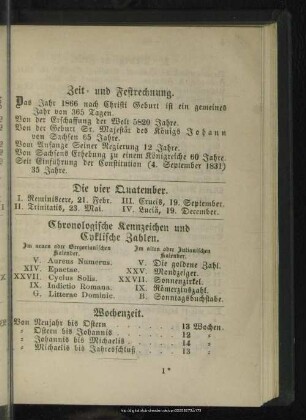 Zeit- und Festrechnung.
Das Jahr 1866 nach Christi Geburt ist ein gemeines
Jahr von 365 Tagen.
Von der Erschaffung der Welt 5820 Jahre.
Von der Geburt Sr. Majestät des Königs Johann
von Sachsen 65 Jahre.
Vom Anfange Seiner Regierung 12 Jahre.
Von Sachsens Erhebung zu einem Königreiche 60 Jahre.
Seit Einführung der Constitution (4. September 1831)
35 Jahre.
Die vier Quatember.
I. Reminiscere, 21. Febr. III. Crucis, 19. September.
II. Trinitatis, 23. Mai. IV. Luciä, 19. December.
Chronologische Kennzeichen und
Cyklische Zahlen.
Im neuen oder Gregorianischen Kalender. Im alten oder Julianischen Kalender.
V. Aureus Numerus. V. Die goldene Zahl.
XIV. Epactae. XXV. Mondzeiger.
XXVII. Cyclus Solis. XXVII. Sonnenzirkel.
IX. Indictio Romana. IX. Römerzinszahl.
G. Littera Dominic. B. Sonntagsbuchstabe.
Wochenzeit.
Von Neujahr bis Ostern 13 Wochen.
„ Ostern bis Johannis 12 „
„ Johannis bis Michaelis 14 „
„ Michaelis bis Jahresschluß 13 „
1*